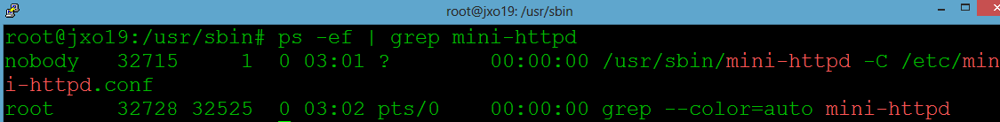 root@jxo19: /usr/sbin
root@jxo19:/usr/sbin# ps -ef | grep mini-httpd
nobody   32715     1  0 03:01 ?        00:00:00 /usr/sbin/mini-httpd -C /etc/min
i-httpd.conf
root     32728 32525  0 03:02 pts/0    00:00:00 grep --color=auto mini-httpd